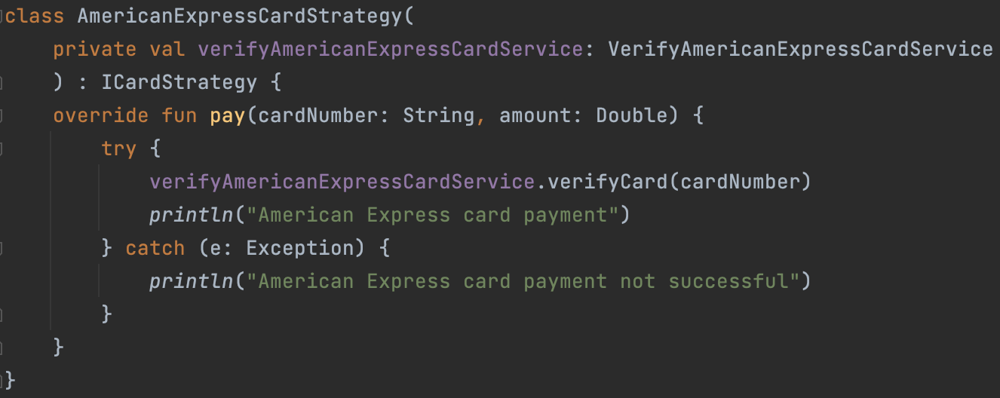 class AmericanExpressCardStrategy(
    private val verifyAmericanExpressCardService: VerifyAmericanExpressCardService
    ) : ICardStrategy {
    override fun pay(cardNumber: String, amount: Double) {
        try {
            verifyAmericanExpressCardService.verifyCard(cardNumber)
            println("American Express card payment")
        } catch (e: Exception) {
            println("American Express card payment not successful")
        }
    }
}